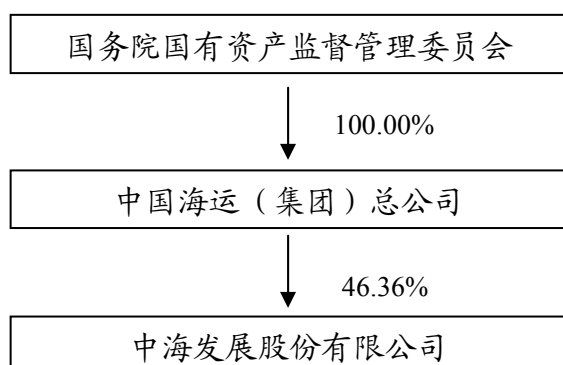 国务院国有资产监督管理委员会
100.00%
中国海运（集团）总公司
46.36%
中海发展股份有限公司